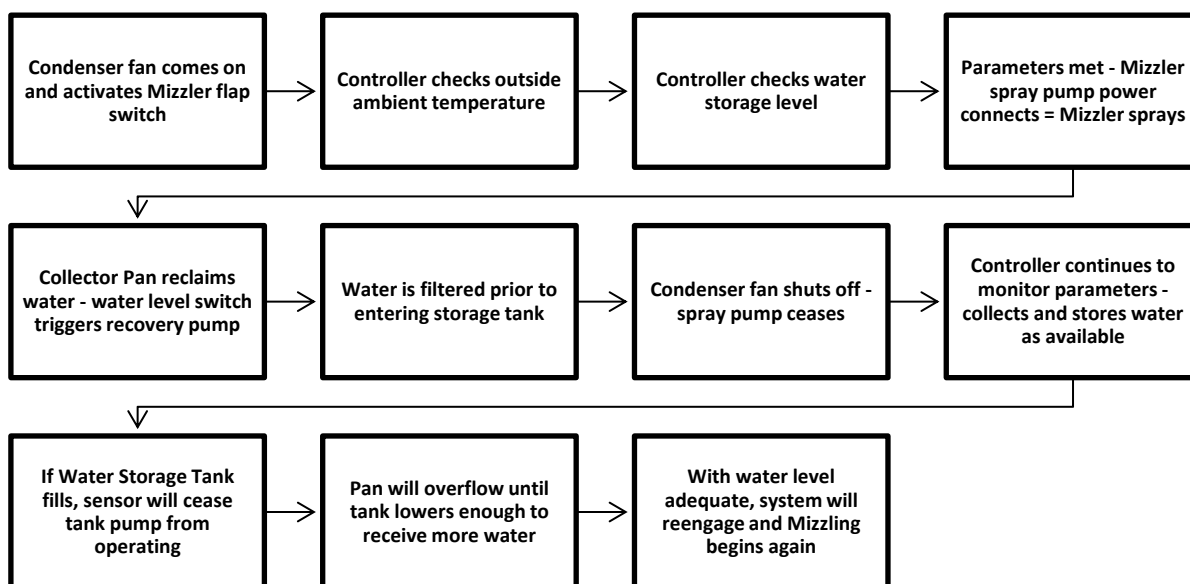 Condenser fan comes on
and activates Mizzler flap
switch
Controller checks outside
ambient temperature
Controller checks water
storage level
Parameters met - Mizzler
spray pump power
connects = Mizzler sprays
Collector Pan reclaims
water - water level switch
triggers recovery pump
Water is filtered prior to
entering storage tank
Condenser fan shuts off -
spray pump ceases
Controller continues to
monitor parameters -
collects and stores water
as available
If Water Storage Tank
fills, sensor will cease
tank pump from
operating
Pan will overflow until
tank lowers enough to
receive more water
With water level
adequate, system will
reengage and Mizzling
begins again